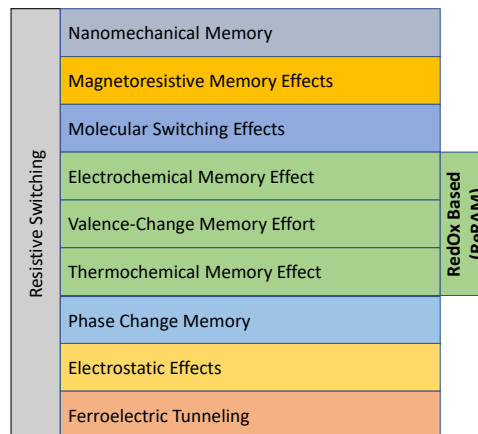 Resistive Switching
Nanomechanical Memory
Magnetoresistive Memory Effects
Molecular Switching Effects
Electrochemical Memory Effect
Valence-Change Memory Effort
Thermochemical Memory Effect
Phase Change Memory
Electrostatic Effects
Ferroelectric Tunneling
RedOx Based
(ReRAM)